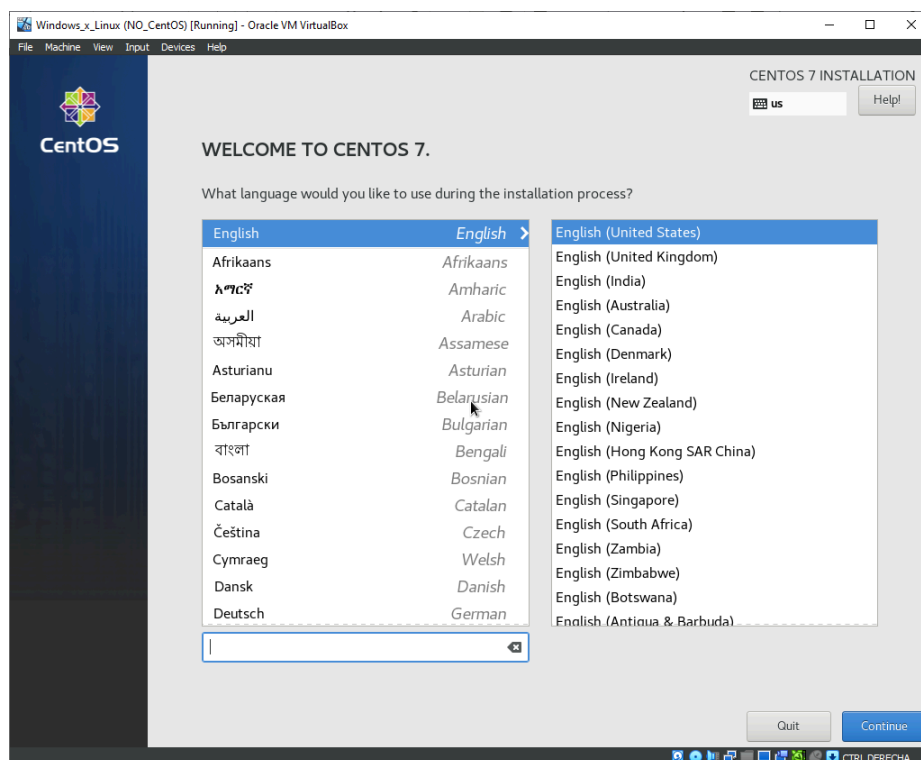 Windows_x_Linux (NO_CentOS) [Running] - Oracle VM VirtualBox
File Machine View Input Devices Help
CENTOS 7 INSTALLATION
us
Help!
CentOS
WELCOME TO CENTOS 7.
What language would you like to use during the installation process?
English English
Afrikaans Afrikaans
አማርኛ Amharic
العربية Arabic
অসমীয়া Assamese
Asturianu Asturian
Беларуская Belarusian
Български Bulgarian
বাংলা Bengali
Bosanski Bosnian
Català Catalan
Čeština Czech
Cymraeg Welsh
Dansk Danish
Deutsch German
English (United States)
English (United Kingdom)
English (India)
English (Australia)
English (Canada)
English (Denmark)
English (Ireland)
English (New Zealand)
English (Nigeria)
English (Hong Kong SAR China)
English (Philippines)
English (Singapore)
English (South Africa)
English (Zambia)
English (Zimbabwe)
English (Botswana)
English (Antigua & Barbuda)
Quit
Continue
CTRL DERECHA